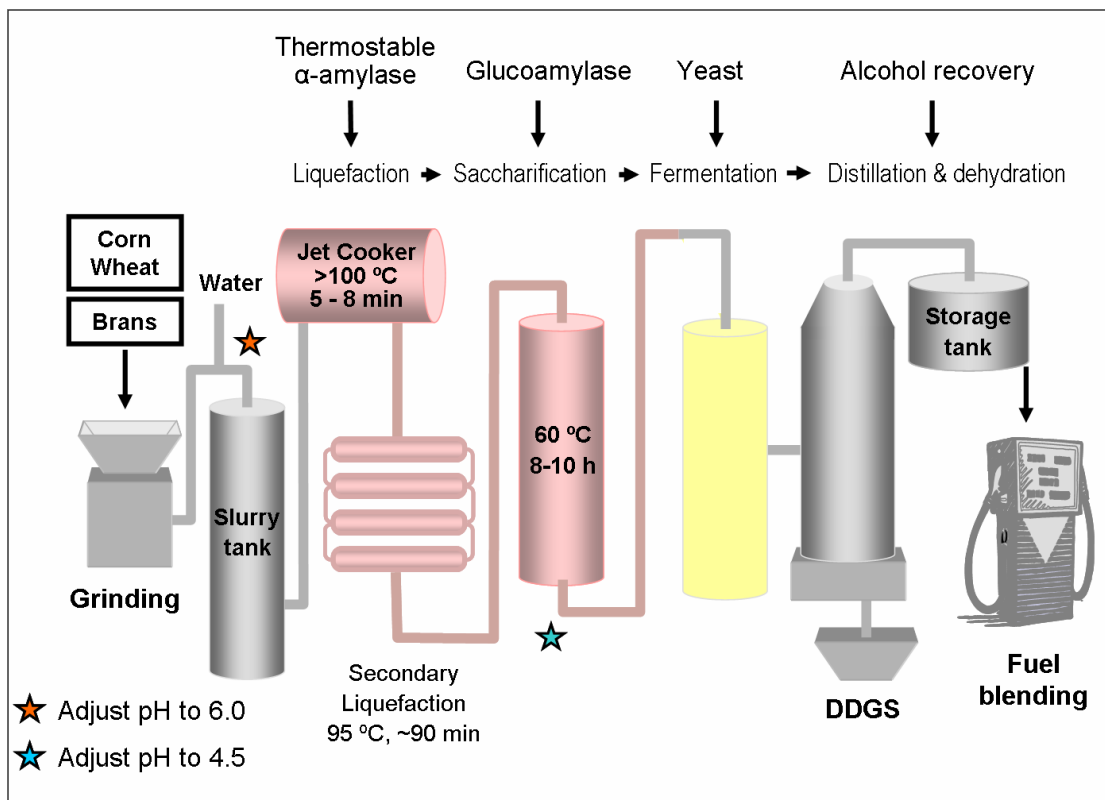 Thermostable
α-amylase
Glucoamylase
Yeast
Alcohol recovery
Liquefaction
Saccharification
Fermentation
Distillation & dehydration
Corn
Wheat
Brans
Water
Jet Cooker
>100 ºC
5 - 8 min
Storage
tank
60 ºC
8-10 h
Slurry
tank
Grinding
Secondary
Liquefaction
95 ºC, ~90 min
DDGS
Fuel
blending
Adjust pH to 6.0
Adjust pH to 4.5